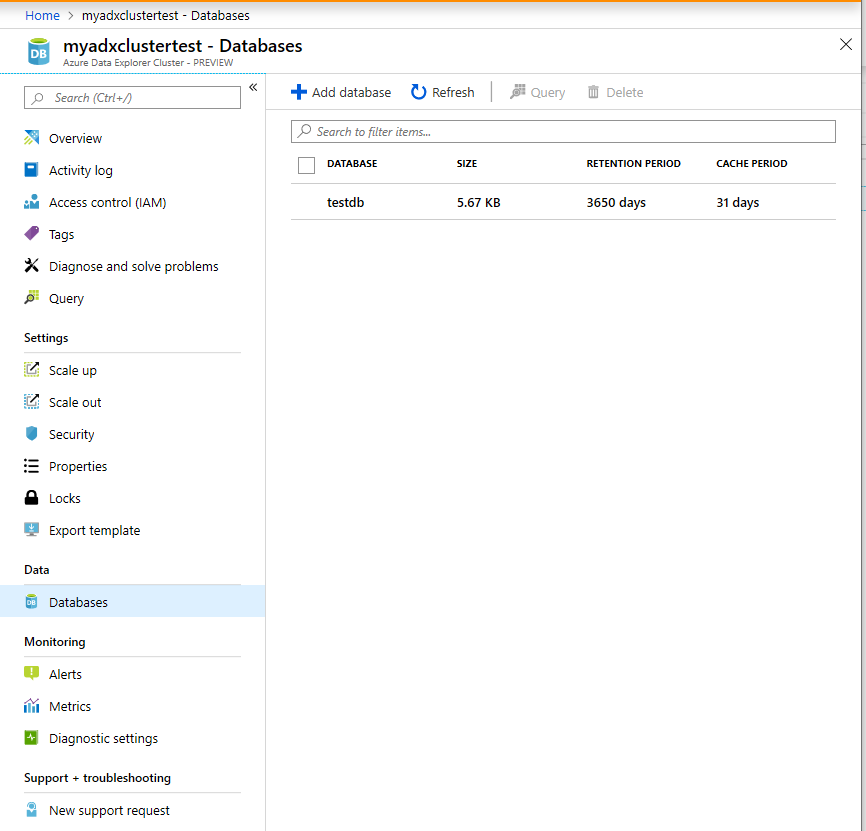 Home > myadxclustertest - Databases
myadxclustertest - Databases
Azure Data Explorer Cluster - PREVIEW
Search (Ctrl+/)
Overview
Activity log
Access control (IAM)
Tags
Diagnose and solve problems
Query
Settings
Scale up
Scale out
Security
Properties
Locks
Export template
Data
DB Databases
Monitoring
Alerts
Metrics
Diagnostic settings
Support + troubleshooting
New support request
Add database Refresh Query Delete
Search to filter items...
DATABASE SIZE RETENTION PERIOD CACHE PERIOD
testdb 5.67 KB 3650 days 31 days